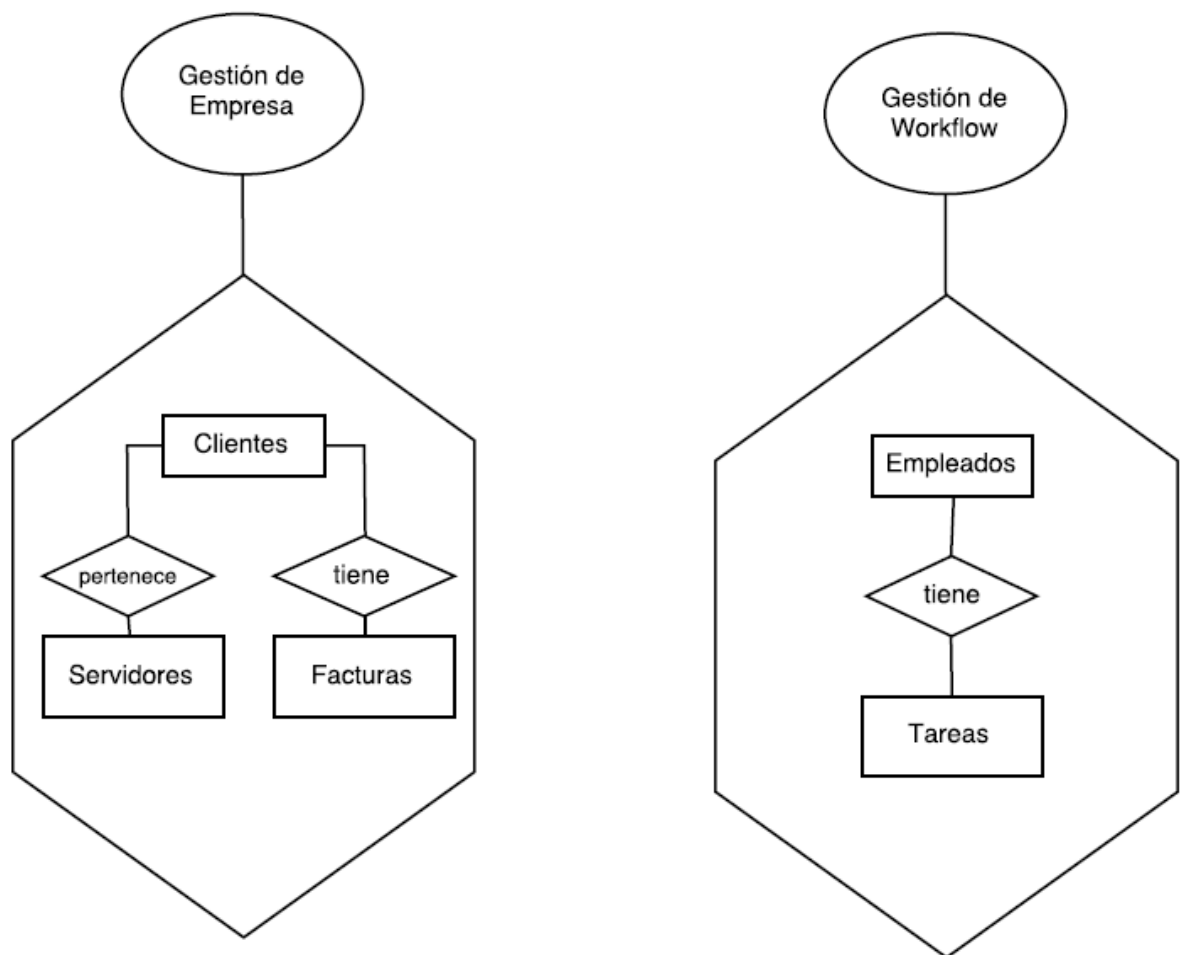 Gestión de
Empresa
Gestión de
Workflow
Clientes
Empleados
pertenece
tiene
tiene
Servidores
Facturas
Tareas